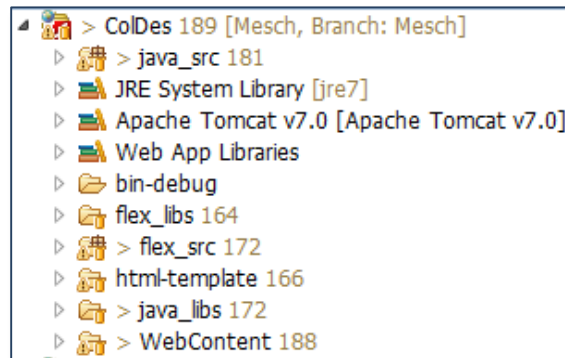 > ColDes 189 [Mesch, Branch: Mesch]
> java_src 181
JRE System Library [jre7]
Apache Tomcat v7.0 [Apache Tomcat v7.0]
Web App Libraries
bin-debug
flex_libs 164
> flex_src 172
html-template 166
> java_libs 172
> WebContent 188